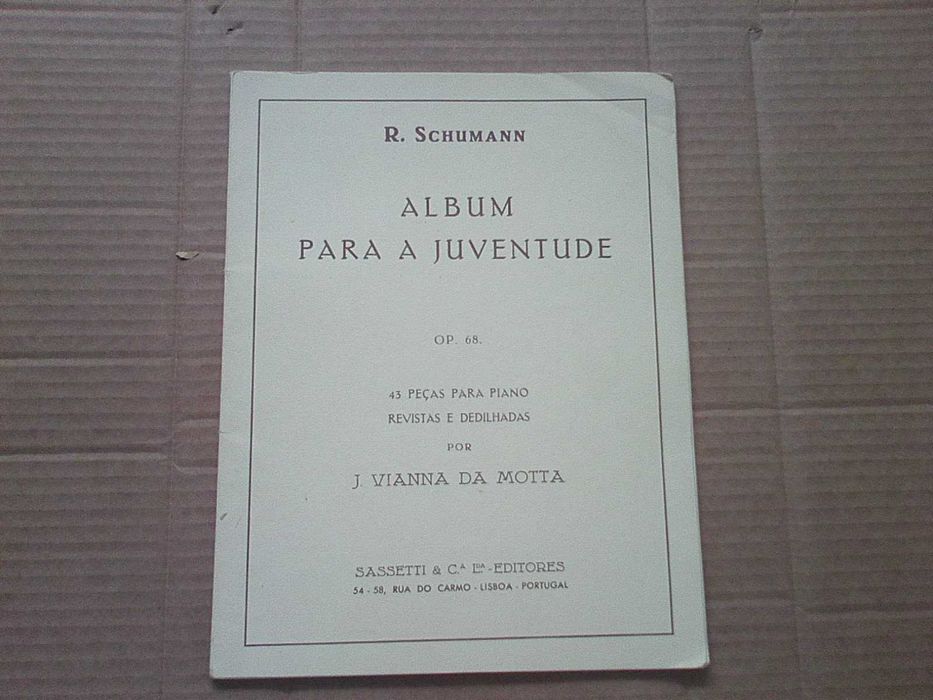 R. SCHUMANN
ALBUM
PARA A JUVENTUDE
OP. 68.
43 PEÇAS PARA PIANO
REVISTAS E DEDILHADAS
POR
J. VIANNA DA MOTTA
SASSETTI & C.A L.DA - EDITORES
54 - 58, RUA DO CARMO - LISBOA - PORTUGAL